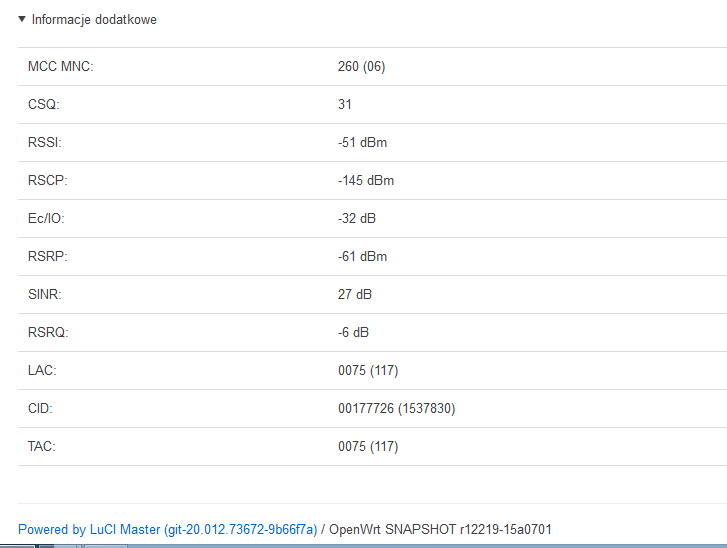 ▼ Informacje dodatkowe
MCC MNC: 260 (06)
CSQ: 31
RSSI: -51 dBm
RSCP: -145 dBm
Ec/IO: -32 dB
RSRP: -61 dBm
SINR: 27 dB
RSRQ: -6 dB
LAC: 0075 (117)
CID: 00177726 (1537830)
TAC: 0075 (117)
Powered by LuCI Master (git-20.012.73672-9b66f7a) / OpenWrt SNAPSHOT r12219-15a0701